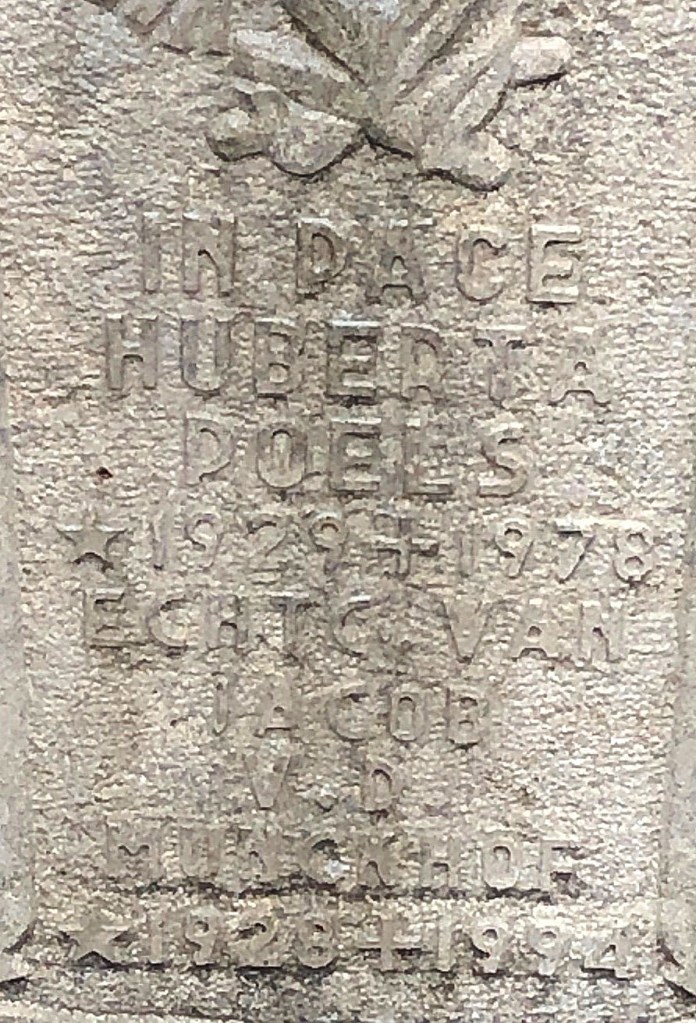 IN PACE
HUBERTA
POELS
★1929✝1978
ECHTG. VAN
JACOB
V.D.
MUNCKHOF
★1928✝1994